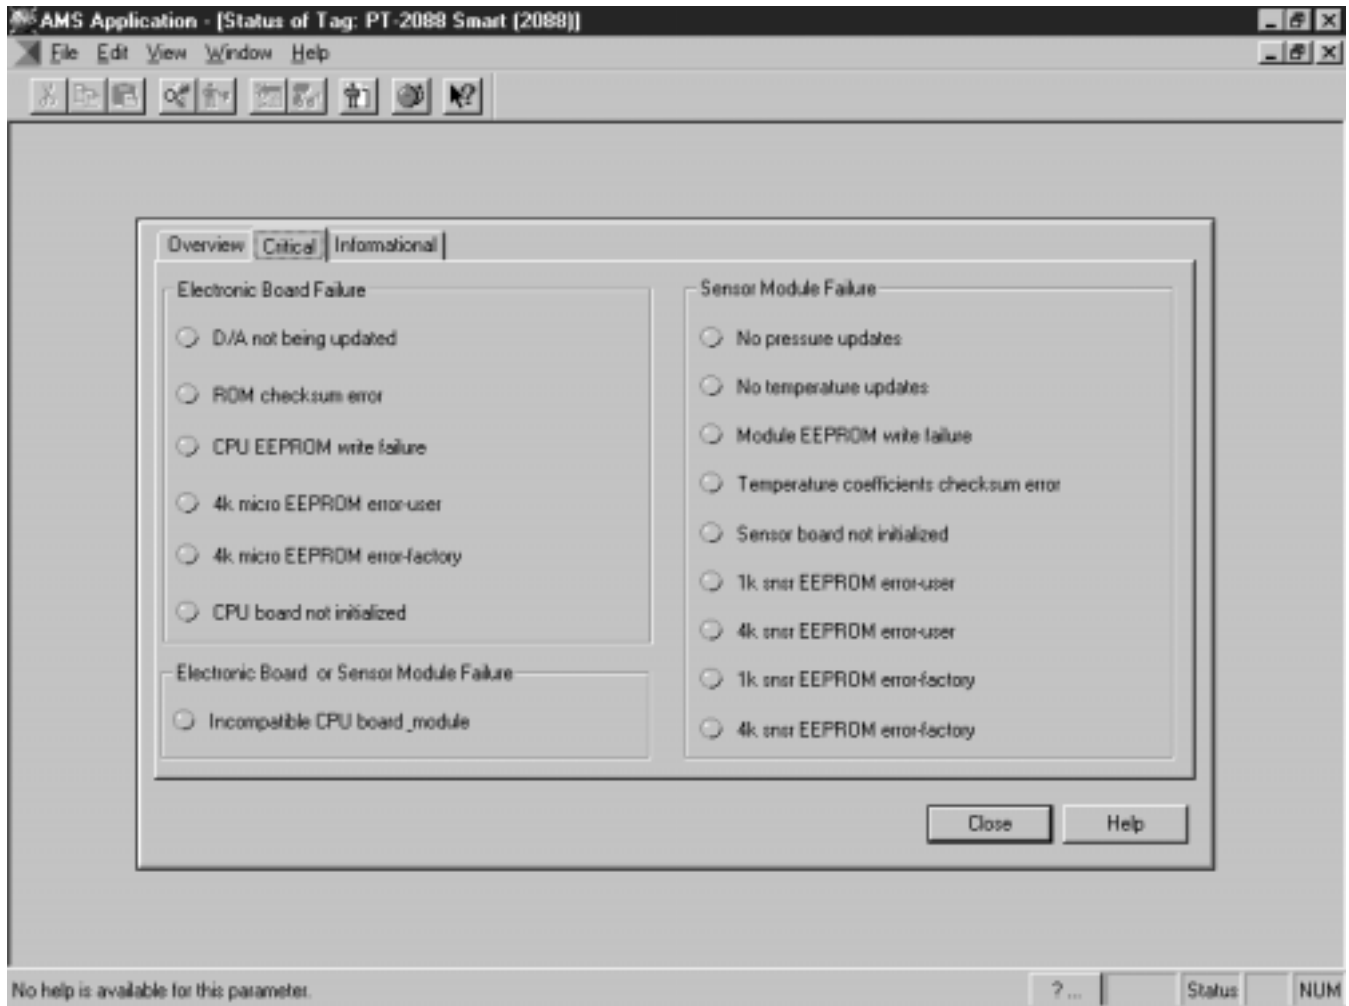 AMS Application - [Status of Tag: PT-2088 Smart (2088)]
File Edit View Window Help
Overview Critical Informational
Electronic Board Failure
D/A not being updated
ROM checksum error
CPU EEPROM write failure
4k micro EEPROM error-user
4k micro EEPROM error-factory
CPU board not initialized
Electronic Board or Sensor Module Failure
Incompatible CPU board_module
Sensor Module Failure
No pressure updates
No temperature updates
Module EEPROM write failure
Temperature coefficients checksum error
Sensor board not initialized
1k snsr EEPROM error-user
4k snsr EEPROM error-user
1k snsr EEPROM error-factory
4k snsr EEPROM error-factory
Close Help
No help is available for this parameter. ? ... Status NUM